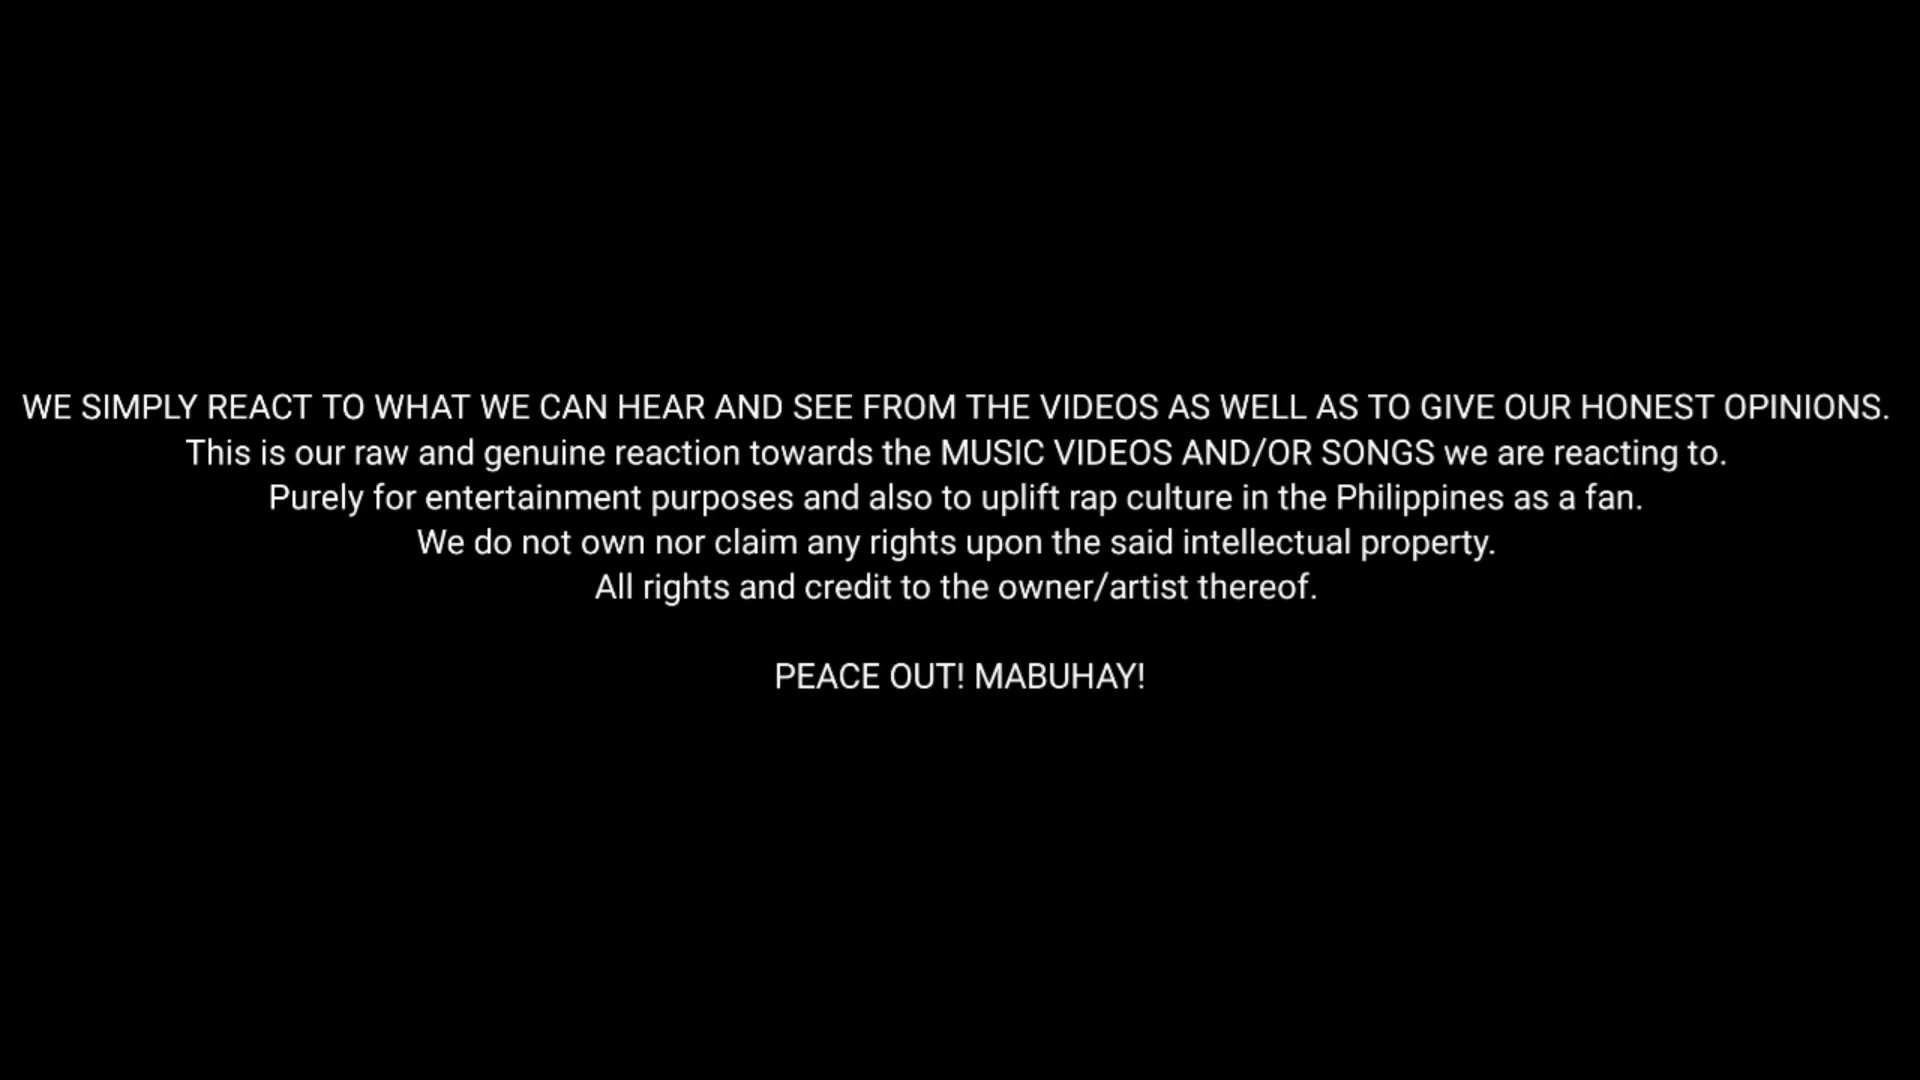 WE SIMPLY REACT TO WHAT WE CAN HEAR AND SEE FROM THE VIDEOS AS WELL AS TO GIVE OUR HONEST OPINIONS.
This is our raw and genuine reaction towards the MUSIC VIDEOS AND/OR SONGS we are reacting to.
Purely for entertainment purposes and also to uplift rap culture in the Philippines as a fan.
We do not own nor claim any rights upon the said intellectual property.
All rights and credit to the owner/artist thereof.
PEACE OUT! MABUHAY!